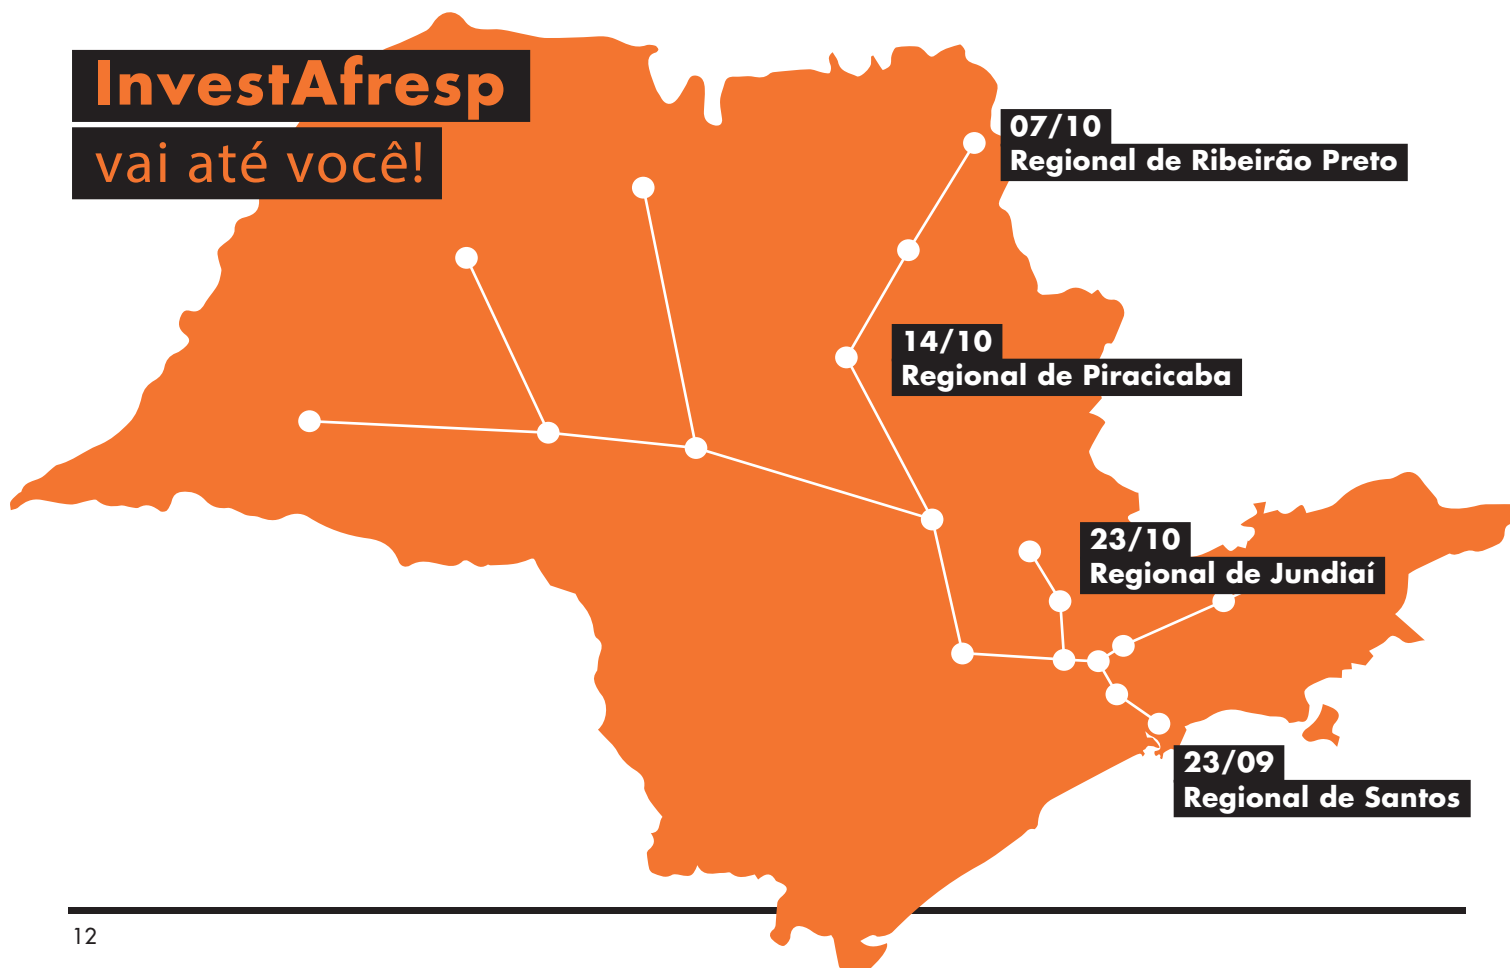 InvestAfresp
vai até você!
07/10
Regional de Ribeirão Preto
14/10
Regional de Piracicaba
23/10
Regional de Jundiaí
23/09
Regional de Santos
12